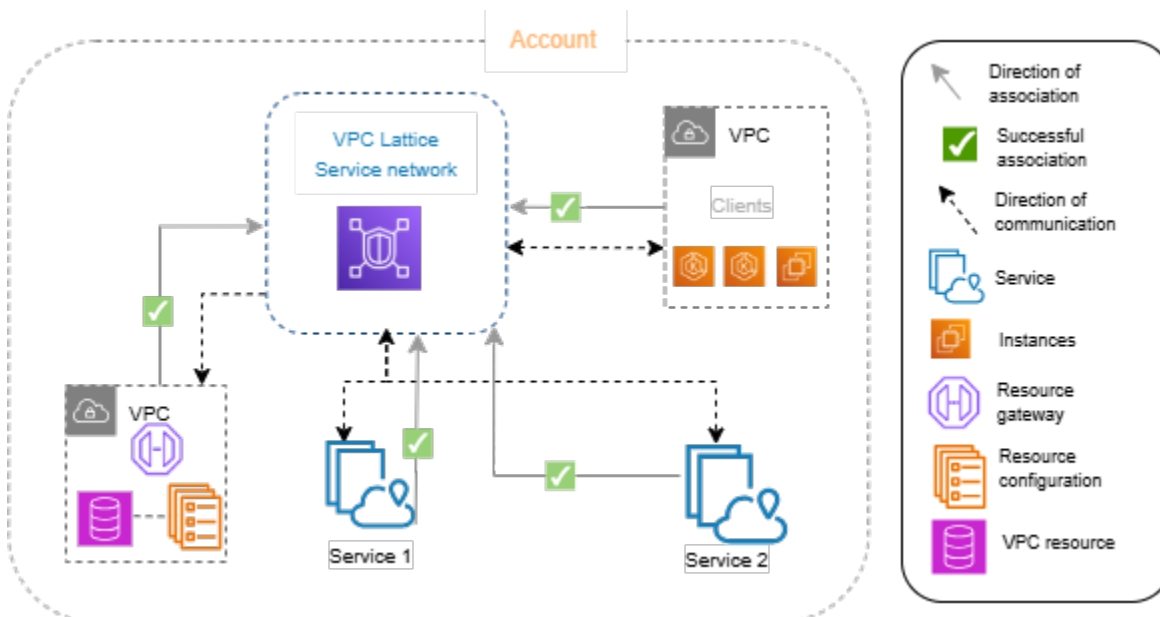 Account
VPC Lattice
Service network
VPC
Clients
VPC
Service 1
Service 2
Direction of
association
Successful
association
Direction of
communication
Service
Instances
Resource
gateway
Resource
configuration
VPC resource